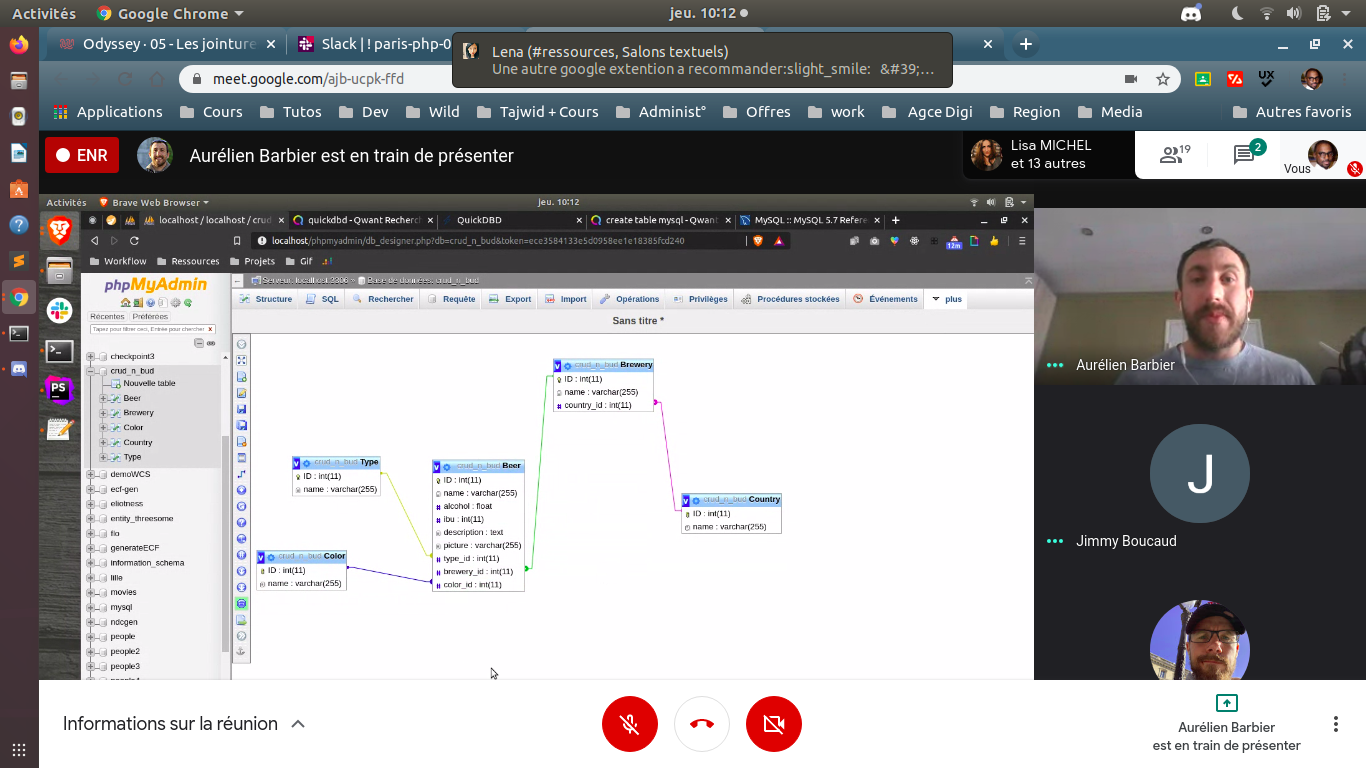 Activités
Google Chrome
jeu. 10:12
Odyssey · 05 - Les jointure
Slack | ! paris-php-0
Lena (#ressources, Salons textuels)
Une autre google extention a recommander:slight_smile: &#39;…
meet.google.com/ajb-ucpk-ffd
UX
Applications
Cours
Tutos
Dev
Wild
Tajwid + Cours
Administ°
Offres
work
Agce Digi
Region
Media
Autres favoris
ENR
Aurélien Barbier est en train de présenter
Lisa MICHEL
et 13 autres
19
2
Vous
Activités
Brave Web Browser
jeu. 10:12
localhost / localhost / crud
quickdbd - Qwant Recherch
QuickDBD
create table mysql - Qwant
MySQL :: MySQL 5.7 Refere
localhost/phpmyadmin/db_designer.php?db=crud_n_bud&token=ece3584133e5d0958ee1e18385fcd240
12m
Workflow
Ressources
Projets
Gif
phpMyAdmin
Récentes
Préférées
Tapez pour filtrer ceci, Entrée pour chercher
X
checkpoint3
crud_n_bud
Nouvelle table
Beer
Brewery
Color
Country
Type
demoWCS
ecf-gen
eliotness
entity_threesome
flo
generateECF
information_schema
lille
movies
mysql
ndcgen
people
people2
people3
Serveur: localhost:3306 » Base de données: crud_n_bud
Structure
SQL
Rechercher
Requête
Export
Import
Opérations
Privilèges
Procédures stockées
Événements
plus
Sans titre *
crud_n_bud Brewery
ID : int(11)
name : varchar(255)
country_id : int(11)
crud_n_bud Type
ID : int(11)
name : varchar(255)
crud_n_bud Beer
ID : int(11)
name : varchar(255)
alcohol : float
ibu : int(11)
description : text
picture : varchar(255)
type_id : int(11)
brewery_id : int(11)
color_id : int(11)
crud_n_bud Country
ID : int(11)
name : varchar(255)
crud_n_bud Color
ID : int(11)
name : varchar(255)
PS
Aurélien Barbier
J
Jimmy Boucaud
Informations sur la réunion
Aurélien Barbier
est en train de présenter